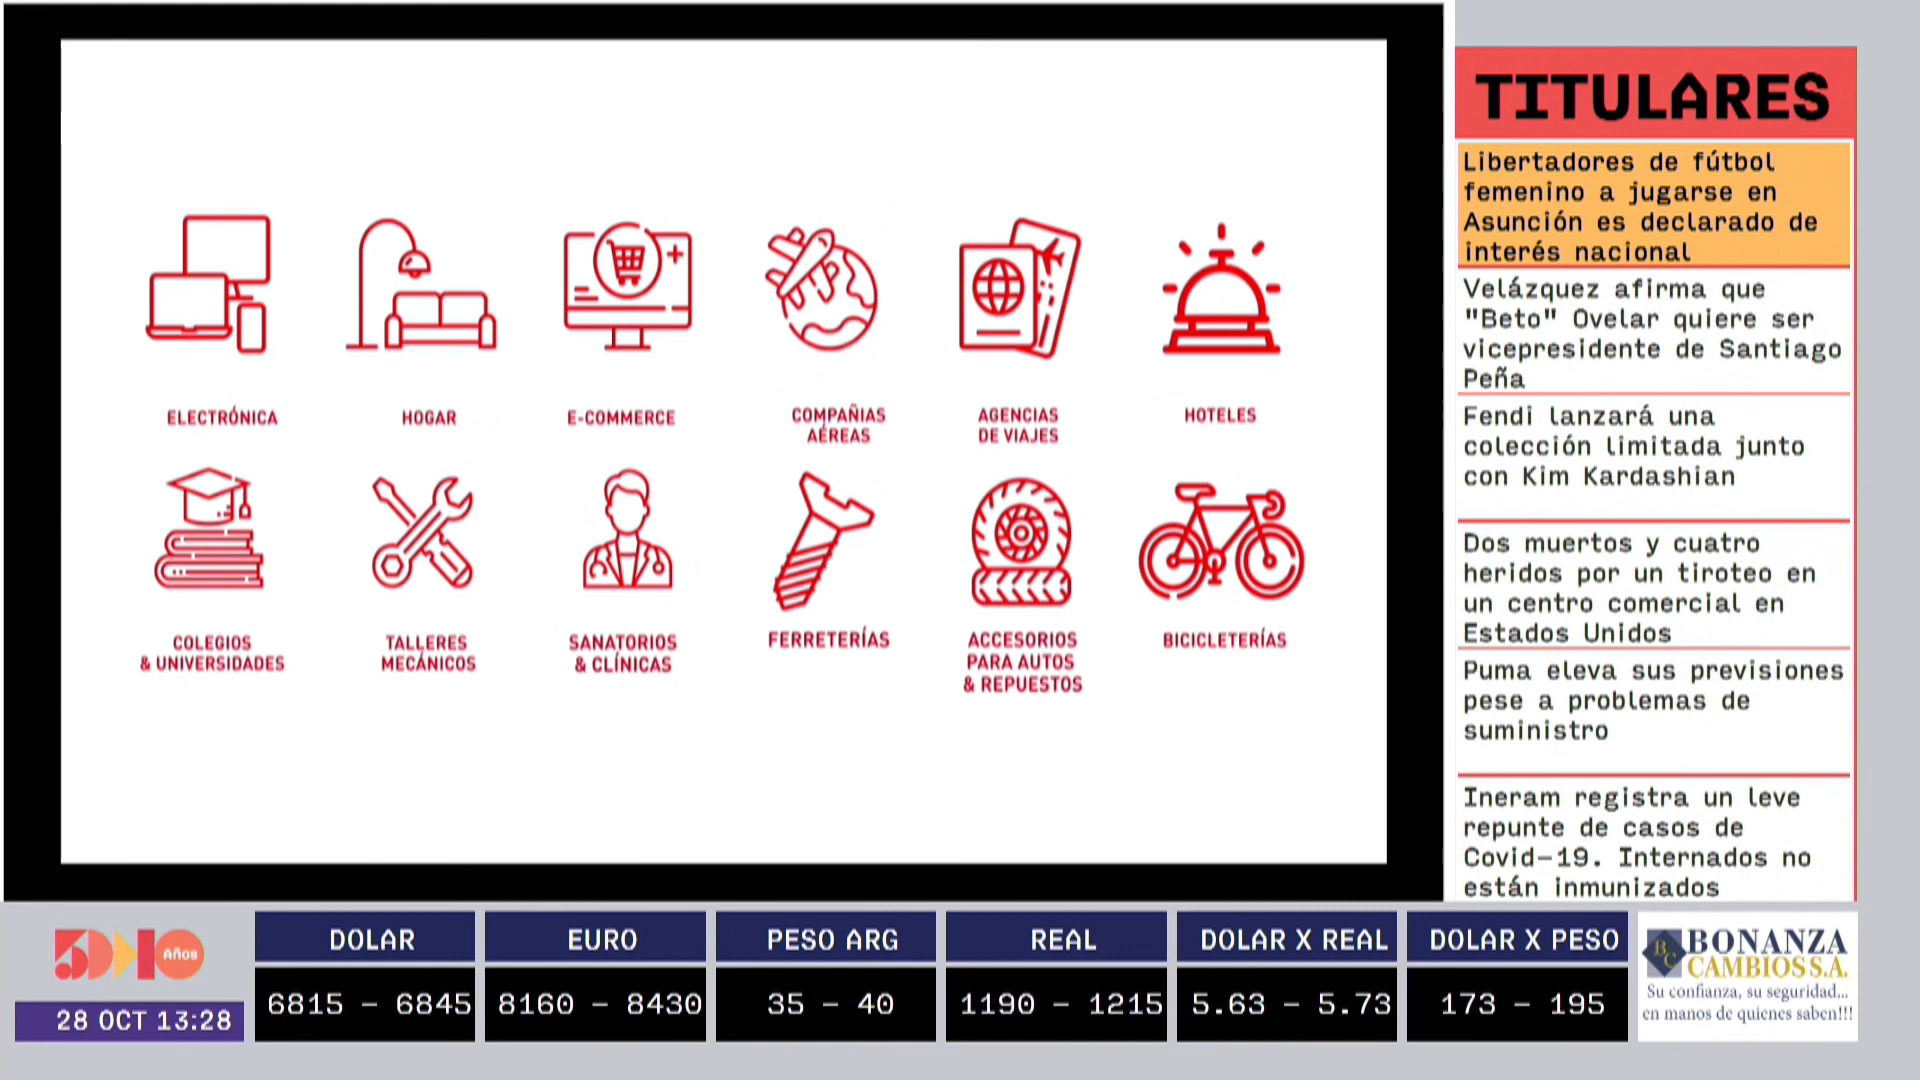 ELECTRÓNICA
HOGAR
E-COMMERCE
COMPAÑIAS
AÉREAS
AGENCIAS
DE VIAJES
HOTELES
COLEGIOS
& UNIVERSIDADES
TALLERES
MECÁNICOS
SANATORIOS
& CLÍNICAS
FERRETERÍAS
ACCESORIOS
PARA AUTOS
& REPUESTOS
BICICLETERÍAS
TITULARES
Libertadores de fútbol
femenino a jugarse en
Asunción es declarado de
interés nacional
Velázquez afirma que
"Beto" Ovelar quiere ser
vicepresidente de Santiago
Peña
Fendi lanzará una
colección limitada junto
con Kim Kardashian
Dos muertos y cuatro
heridos por un tiroteo en
un centro comercial en
Estados Unidos
Puma eleva sus previsiones
pese a problemas de
suministro
Ineram registra un leve
repunte de casos de
Covid-19. Internados no
están inmunizados
5D 10 Años
28 OCT 13:28
DOLAR
6815 - 6845
EURO
8160 - 8430
PESO ARG
35 - 40
REAL
1190 - 1215
DOLAR X REAL
5.63 - 5.73
DOLAR X PESO
173 - 195
BC BONANZA
CAMBIOS S.A.
Su confianza, su seguridad...
en manos de quienes saben!!!